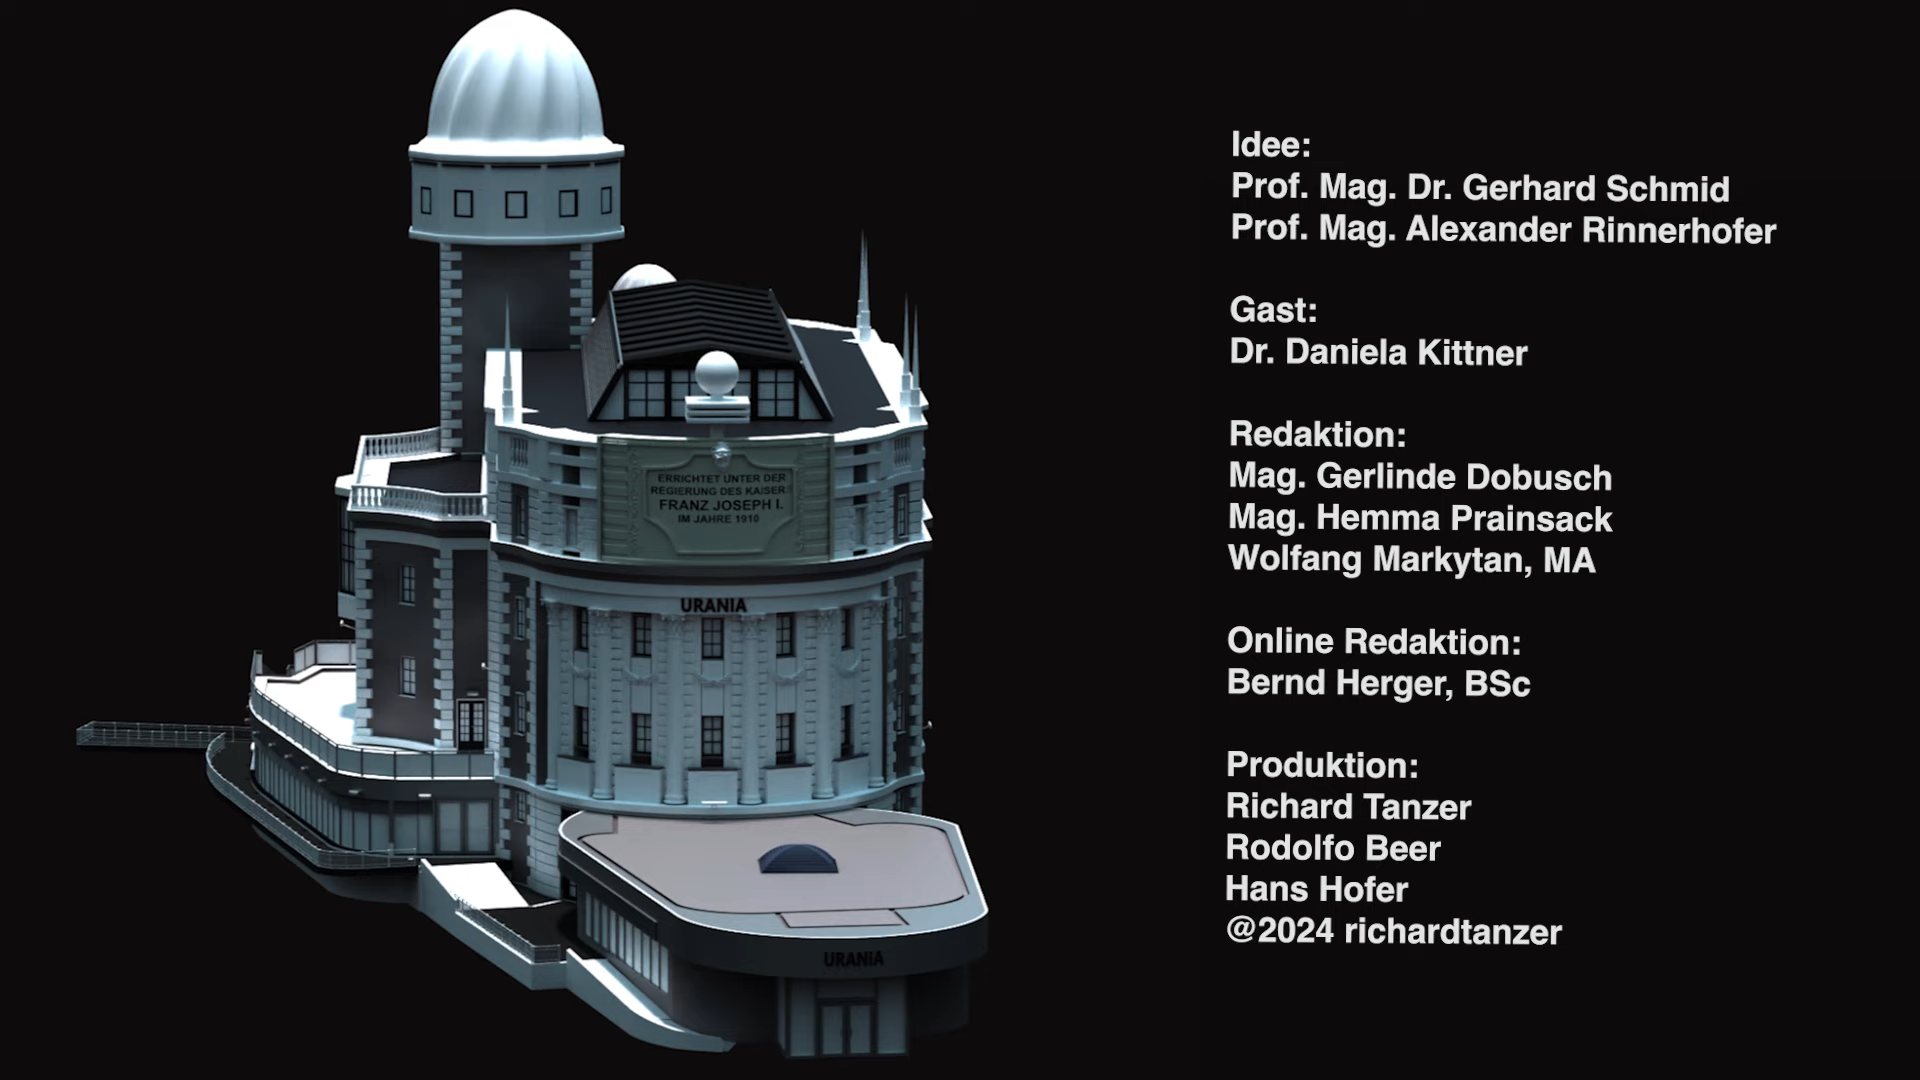 ERRICHTET UNTER DER
REGIERUNG DES KAISER
FRANZ JOSEPH I.
IM JAHRE 1910
URANIA
URANIA
Idee:
Prof. Mag. Dr. Gerhard Schmid
Prof. Mag. Alexander Rinnerhofer
Gast:
Dr. Daniela Kittner
Redaktion:
Mag. Gerlinde Dobusch
Mag. Hemma Prainsack
Wolfang Markytan, MA
Online Redaktion:
Bernd Herger, BSc
Produktion:
Richard Tanzer
Rodolfo Beer
Hans Hofer
@2024 richardtanzer